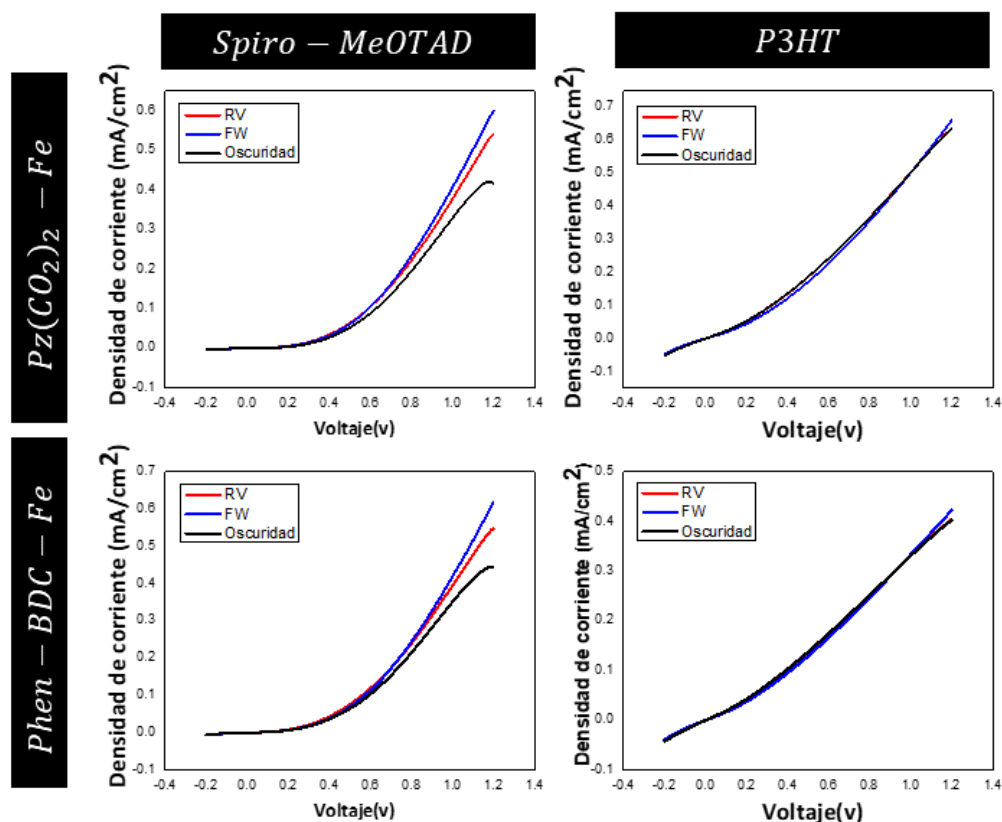 Spiro − MeOTAD
P3HT
Pz(CO₂)₂ − Fe
Densidad de corriente (mA/cm²)
0.6
0.5
0.4
0.3
0.2
0.1
0.0
-0.1
RV
FW
Oscuridad
-0.4 -0.2 0.0 0.2 0.4 0.6 0.8 1.0 1.2 1.4
Voltaje(v)
Densidad de corriente (mA/cm²)
0.7
0.6
0.5
0.4
0.3
0.2
0.1
0.0
-0.1
RV
FW
Oscuridad
-0.4 -0.2 0.0 0.2 0.4 0.6 0.8 1.0 1.2 1.4
Voltaje(v)
Phen − BDC − Fe
Densidad de corriente (mA/cm²)
0.7
0.6
0.5
0.4
0.3
0.2
0.1
0.0
-0.1
RV
FW
Oscuridad
-0.4 -0.2 0.0 0.2 0.4 0.6 0.8 1.0 1.2 1.4
Voltaje(v)
Densidad de corriente (mA/cm²)
0.5
0.4
0.3
0.2
0.1
0.0
-0.1
RV
FW
Oscuridad
-0.4 -0.2 0.0 0.2 0.4 0.6 0.8 1.0 1.2 1.4
Voltaje(v)